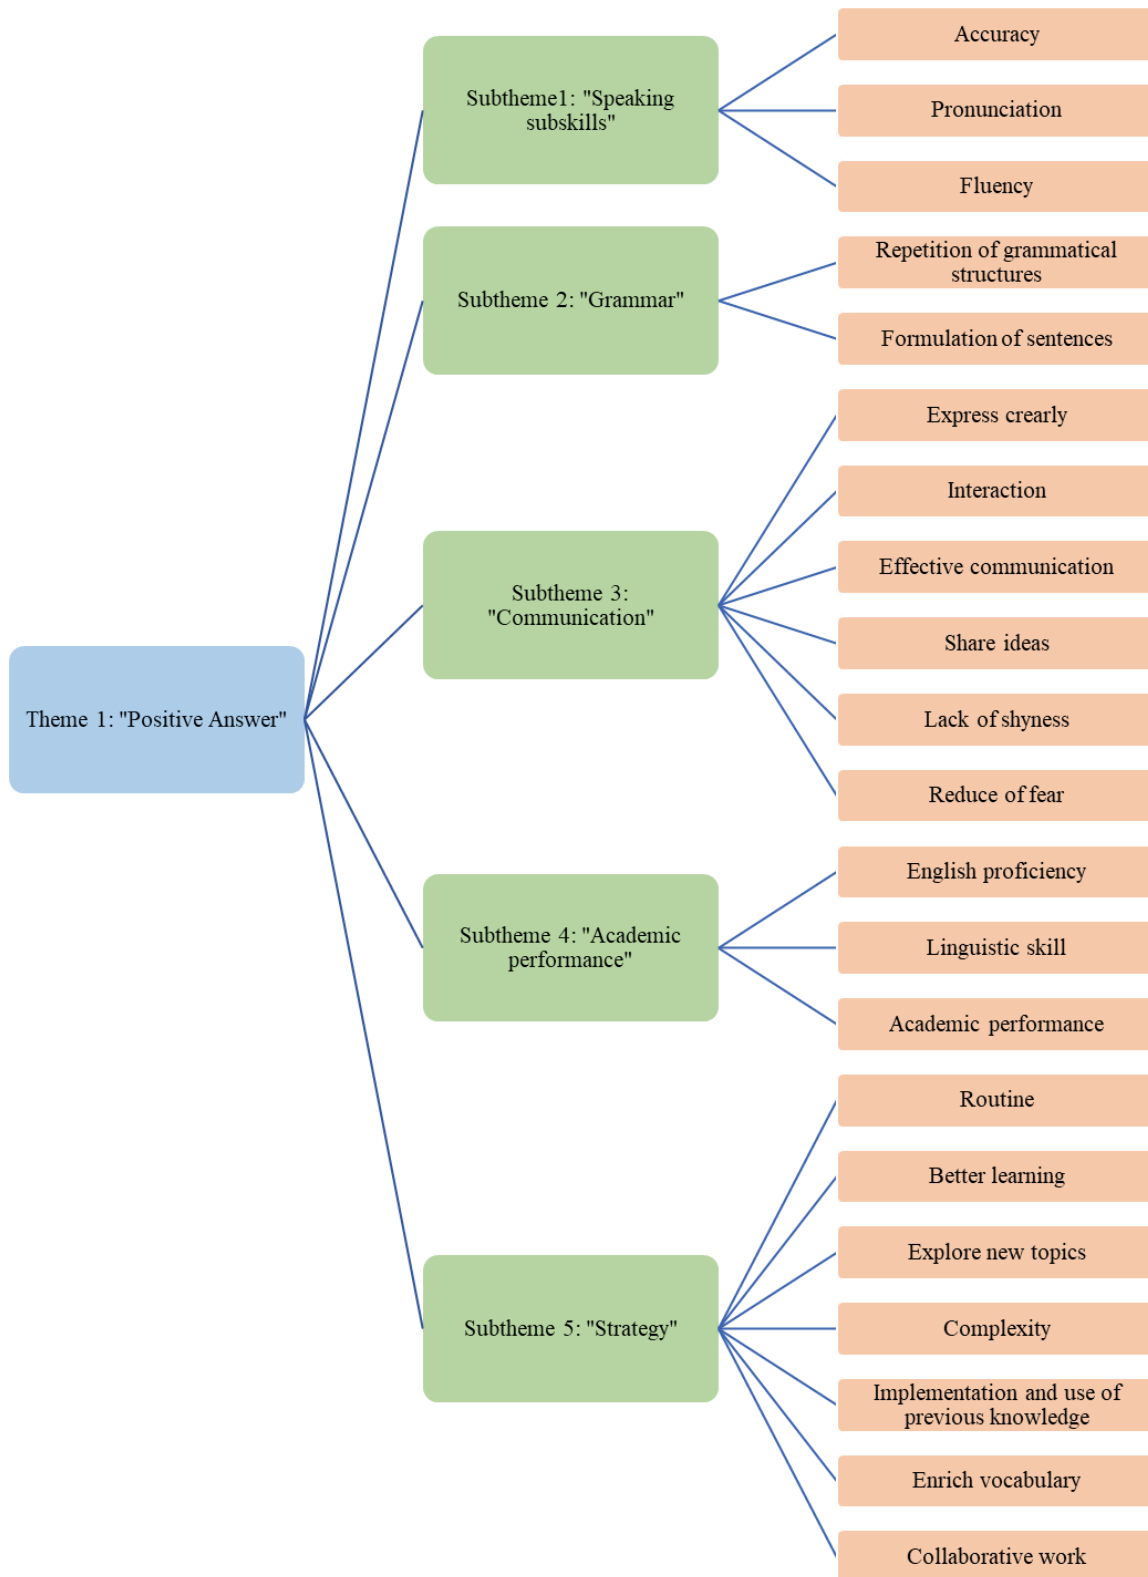 Theme 1: "Positive Answer"
Subtheme1: "Speaking
subskills"
Accuracy
Pronunciation
Fluency
Subtheme 2: "Grammar"
Repetition of grammatical
structures
Formulation of sentences
Subtheme 3:
"Communication"
Express crearly
Interaction
Effective communication
Share ideas
Lack of shyness
Reduce of fear
Subtheme 4: "Academic
performance"
English proficiency
Linguistic skill
Academic performance
Subtheme 5: "Strategy"
Routine
Better learning
Explore new topics
Complexity
Implementation and use of
previous knowledge
Enrich vocabulary
Collaborative work